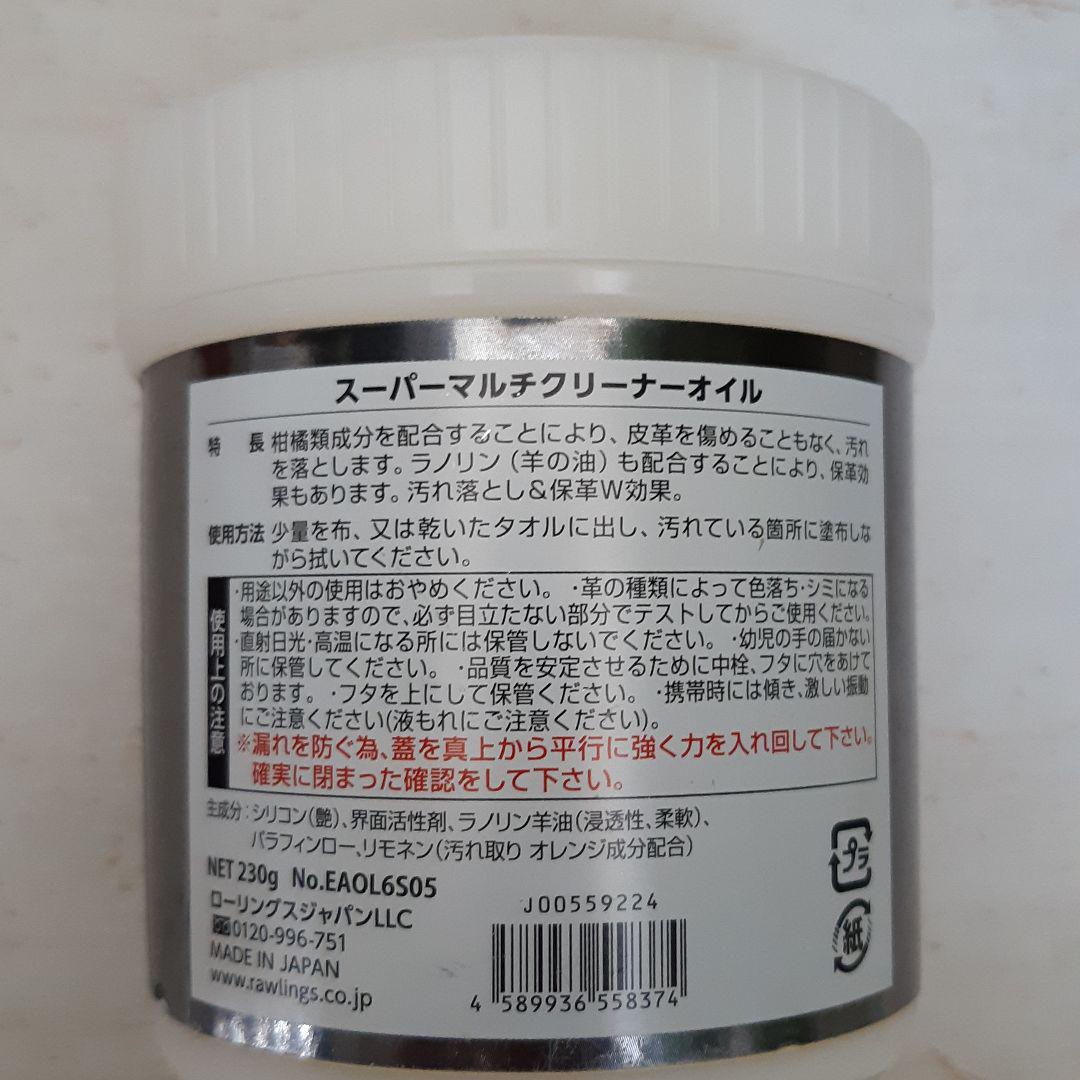 スーパーマルチクリーナーオイル
特 長 柑橘類成分を配合することにより、皮革を傷めることもなく、汚れ
を落とします。ラノリン（羊の油）も配合することにより、保革効
果もあります。汚れ落とし&保革W効果。
使用方法 少量を布、又は乾いたタオルに出し、汚れている箇所に塗布しな
がら拭いてください。
使用上の注意
・用途以外の使用はおやめください。 ・革の種類によって色落ち・シミになる
場合がありますので、必ず目立たない部分でテストしてからご使用ください。
・直射日光・高温になる所には保管しないでください。 ・幼児の手の届かない
所に保管してください。 ・品質を安定させるために中栓、フタに穴をあけて
おります。 ・フタを上にして保管ください。 ・携帯時には傾き、激しい振動
にご注意ください(液もれにご注意ください)。
※漏れを防ぐ為、蓋を真上から平行に強く力を入れ回して下さい。
確実に閉まった確認をして下さい。
主成分：シリコン（艶）、界面活性剤、ラノリン羊油（浸透性、柔軟）、
パラフィンロー、リモネン（汚れ取り オレンジ成分配合）
NET 230g No.EAOL6S05
ローリングスジャパンLLC
0120-996-751
MADE IN JAPAN
www.rawlings.co.jp
J00559224
4 589936 558374
プラ
紙